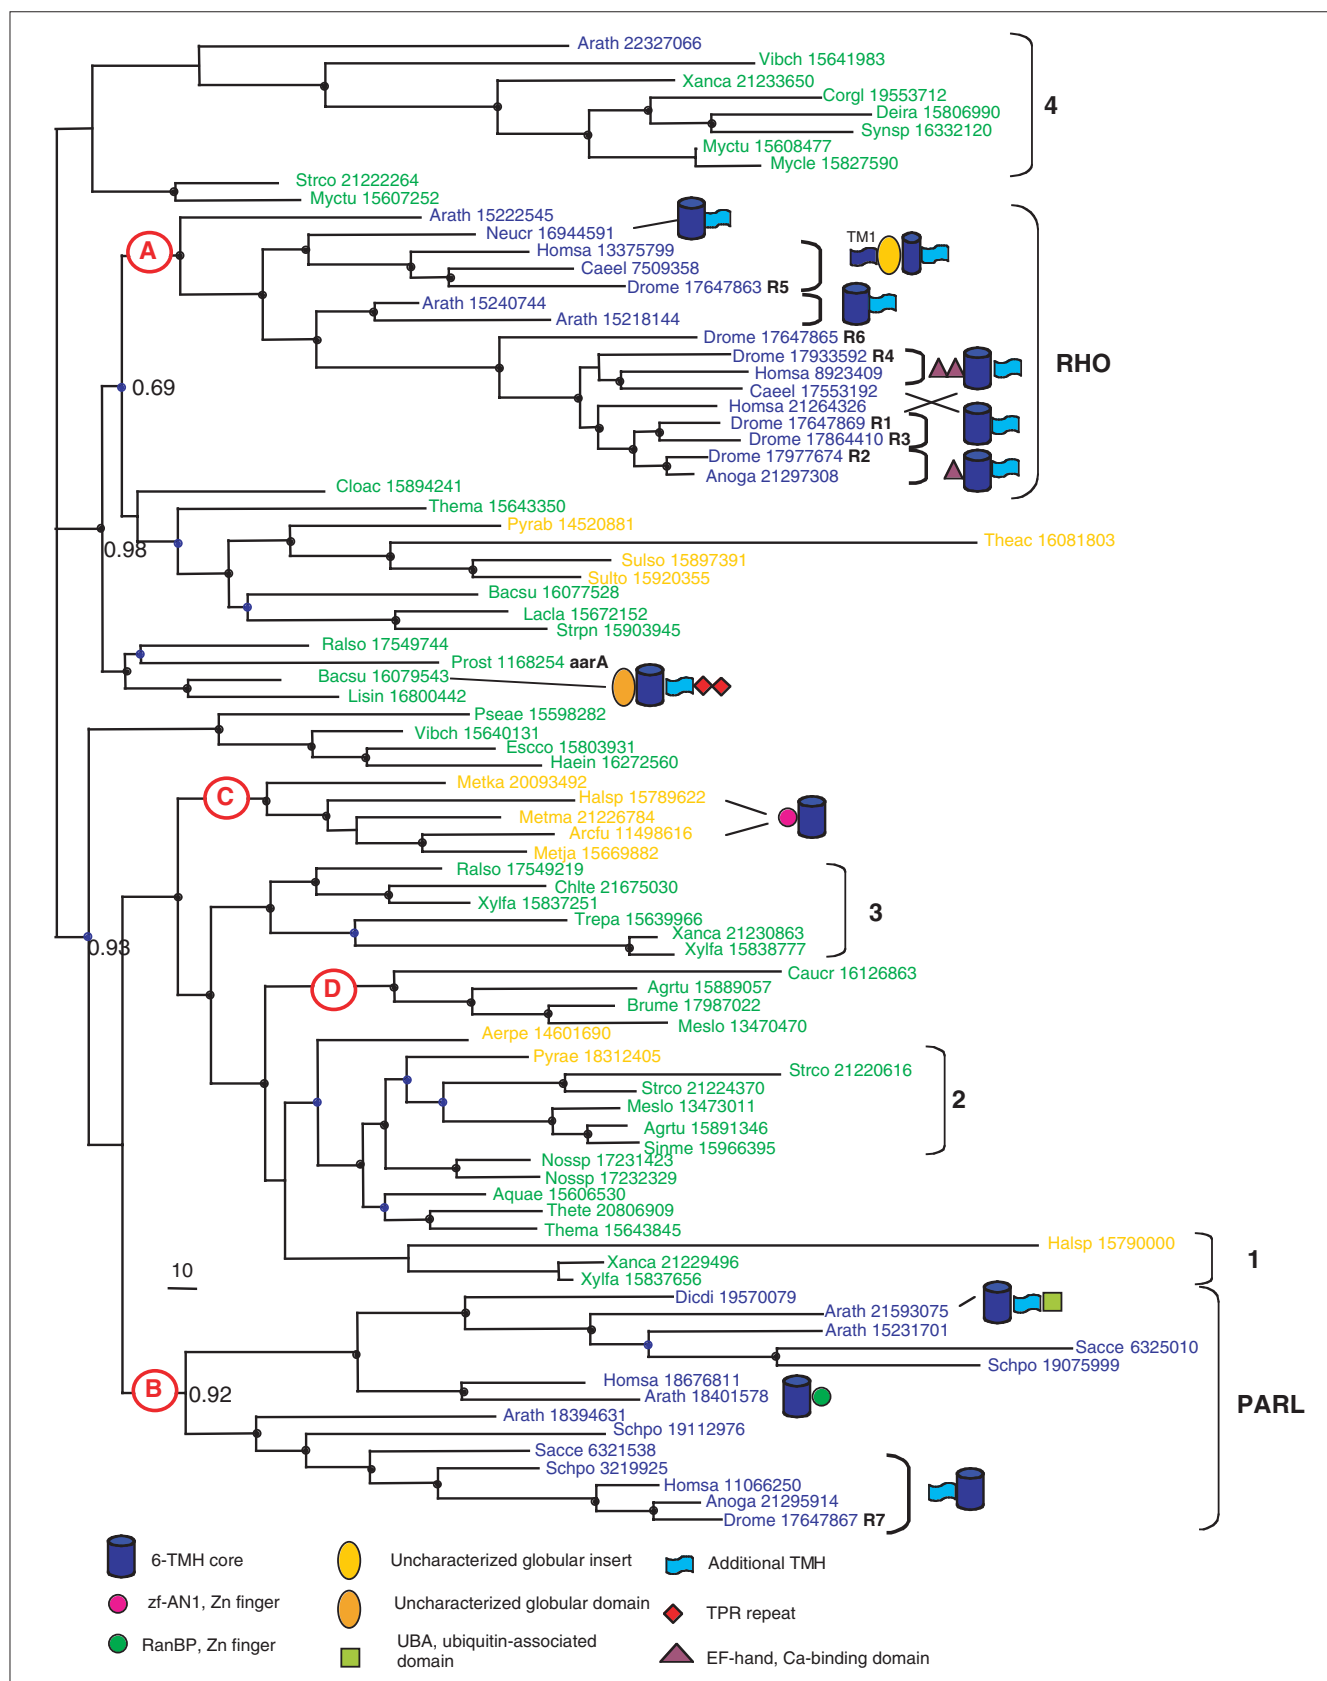 Arath 22327066
Vibch 15641983
Xanca 21233650
Corgl 19553712
Deira 15806990
4
Synsp 16332120
Myctu 15608477
Mycle 15827590
Strco 21222264
Myctu 15607252
Arath 15222545
Neucr 16944591
A
TM1
Homsa 13375799
Caeel 7509358
Drome 17647863 R5
Arath 15240744
Arath 15218144
Drome 17647865 R6
Drome 17933592 R4
RHO
Homsa 8923409
0.69
Caeel 17553192
Homsa 21264326
Drome 17647869 R1
Drome 17864410 R3
Drome 17977674 R2
Anoga 21297308
Cloac 15894241
Thema 15643350
Pyrab 14520881
Theac 16081803
0.98
Sulso 15897391
Sulto 15920355
Bacsu 16077528
Lacla 15672152
Strpn 15903945
Ralso 17549744
Prost 1168254 aarA
Bacsu 16079543
Lisin 16800442
Pseae 15598282
Vibch 15640131
Escco 15803931
Haein 16272560
Metka 20093492
C
Halsp 15789622
Metma 21226784
Arcfu 11498616
Metja 15669882
Ralso 17549219
Chlte 21675030
Xylfa 15837251
3
Trepa 15639966
Xanca 21230863
0.93
Xylfa 15838777
Caucr 16126863
D
Agrtu 15889057
Brume 17987022
Meslo 13470470
Aerpe 14601690
Pyrae 18312405
Strco 21220616
Strco 21224370
2
Meslo 13473011
Agrtu 15891346
Sinme 15966395
Nossp 17231423
Nossp 17232329
Aquae 15606530
Thete 20806909
Thema 15643845
Halsp 15790000
1
Xanca 21229496
10
Xylfa 15837656
Dicdi 19570079
Arath 21593075
Arath 15231701
Sacce 6325010
Schpo 19075999
Homsa 18676811
B
0.92
Arath 18401578
PARL
Arath 18394631
Schpo 19112976
Sacce 6321538
Schpo 3219925
Homsa 11066250
Anoga 21295914
Drome 17647867 R7
6-TMH core
Uncharacterized globular insert
Additional TMH
zf-AN1, Zn finger
Uncharacterized globular domain
TPR repeat
RanBP, Zn finger
UBA, ubiquitin-associated
domain
EF-hand, Ca-binding domain